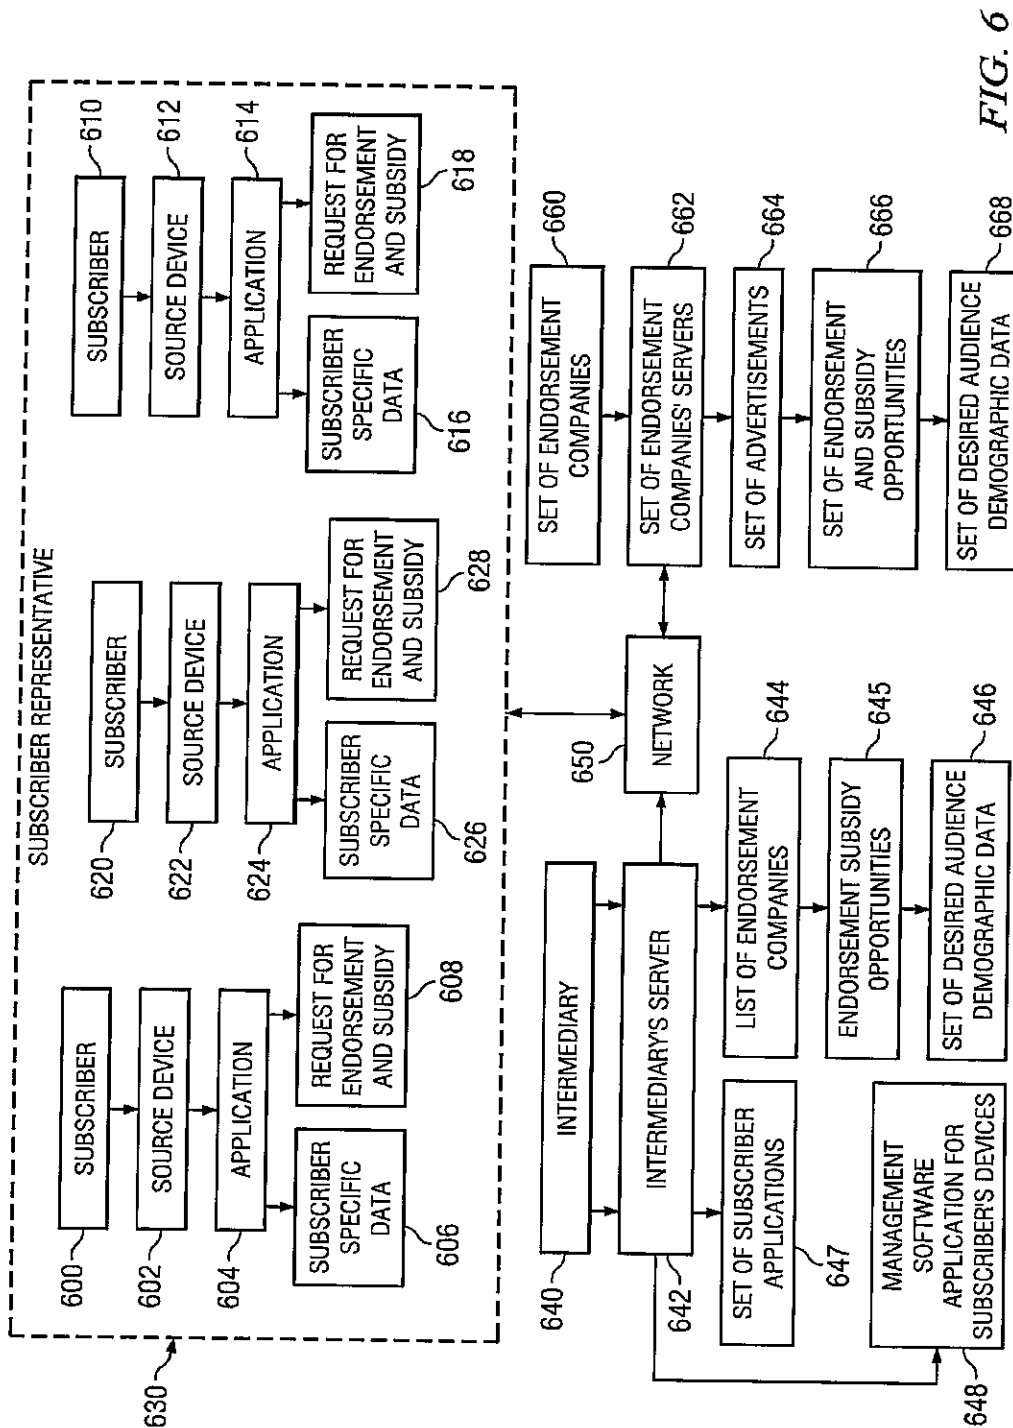 SUBSCRIBER REPRESENTATIVE
630
600
SUBSCRIBER
602
SOURCE DEVICE
604
APPLICATION
SUBSCRIBER
SPECIFIC
DATA
606
REQUEST FOR
ENDORSEMENT
AND SUBSIDY
608
620
SUBSCRIBER
622
SOURCE DEVICE
624
APPLICATION
SUBSCRIBER
SPECIFIC
DATA
626
REQUEST FOR
ENDORSEMENT
AND SUBSIDY
628
SUBSCRIBER
610
SOURCE DEVICE
612
APPLICATION
614
SUBSCRIBER
SPECIFIC
DATA
616
REQUEST FOR
ENDORSEMENT
AND SUBSIDY
618
640
INTERMEDIARY
642
INTERMEDIARY'S SERVER
SET OF SUBSCRIBER
APPLICATIONS
647
MANAGEMENT
SOFTWARE
APPLICATION FOR
SUBSCRIBER'S DEVICES
648
LIST OF ENDORSEMENT
COMPANIES
644
ENDORSEMENT SUBSIDY
OPPORTUNITIES
645
SET OF DESIRED AUDIENCE
DEMOGRAPHIC DATA
646
650
NETWORK
SET OF ENDORSEMENT
COMPANIES
660
SET OF ENDORSEMENT
COMPANIES' SERVERS
662
SET OF ADVERTISEMENTS
664
SET OF ENDORSEMENT
AND SUBSIDY
OPPORTUNITIES
666
SET OF DESIRED AUDIENCE
DEMOGRAPHIC DATA
668
FIG. 6